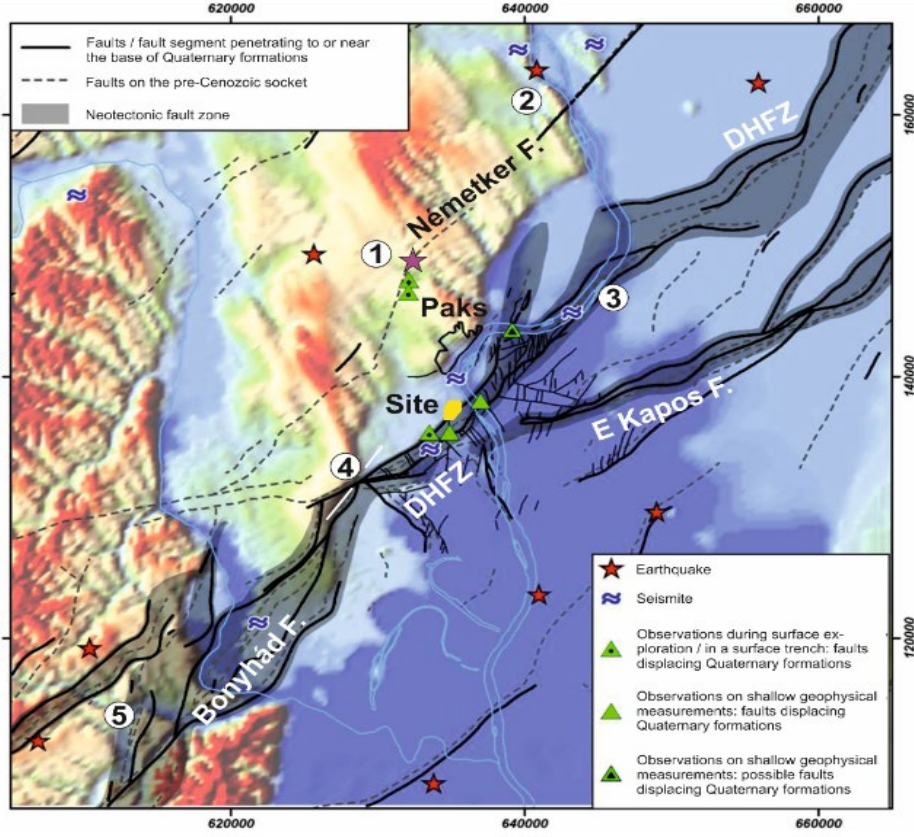 620000
640000
660000
Faults / fault segment penetrating to or near
the base of Quaternary formations
Faults on the pre-Cenozoic socket
Neotectonic fault zone
2
160000
DHFZ
Németker F.
1
3
Paks
140000
Site
E Kapos F.
4
DHFZ
Earthquake
Seismite
Observations during surface ex-
ploration / in a surface trench: faults
displacing Quaternary formations
120000
Bonyhád F.
Observations on shallow geophysical
measurements: faults displacing
Quaternary formations
5
Observations on shallow geophysical
measurements: possible faults
displacing Quaternary formations
620000
640000
660000